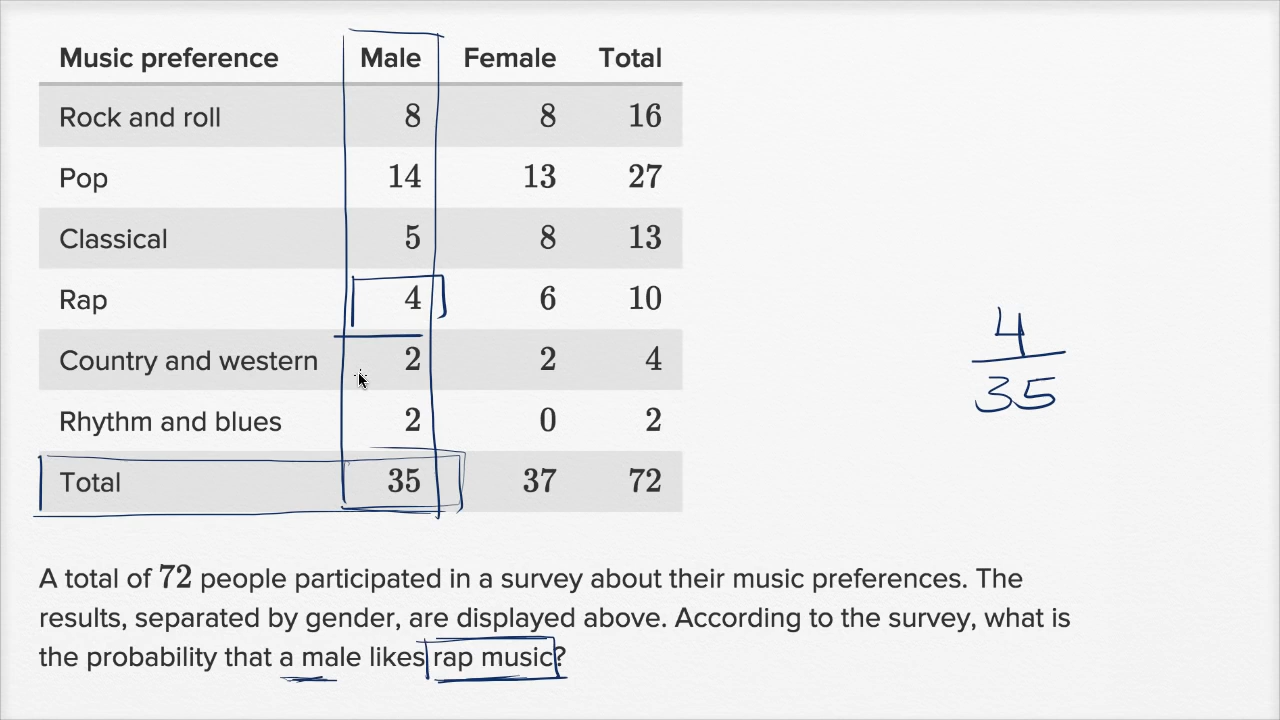 Music preference Male Female Total
Rock and roll 8 8 16
Pop 14 13 27
Classical 5 8 13
Rap 4 6 10
Country and western 2 2 4
Rhythm and blues 2 0 2
Total 35 37 72
4
35
A total of 72 people participated in a survey about their music preferences. The
results, separated by gender, are displayed above. According to the survey, what is
the probability that a male likes rap music?